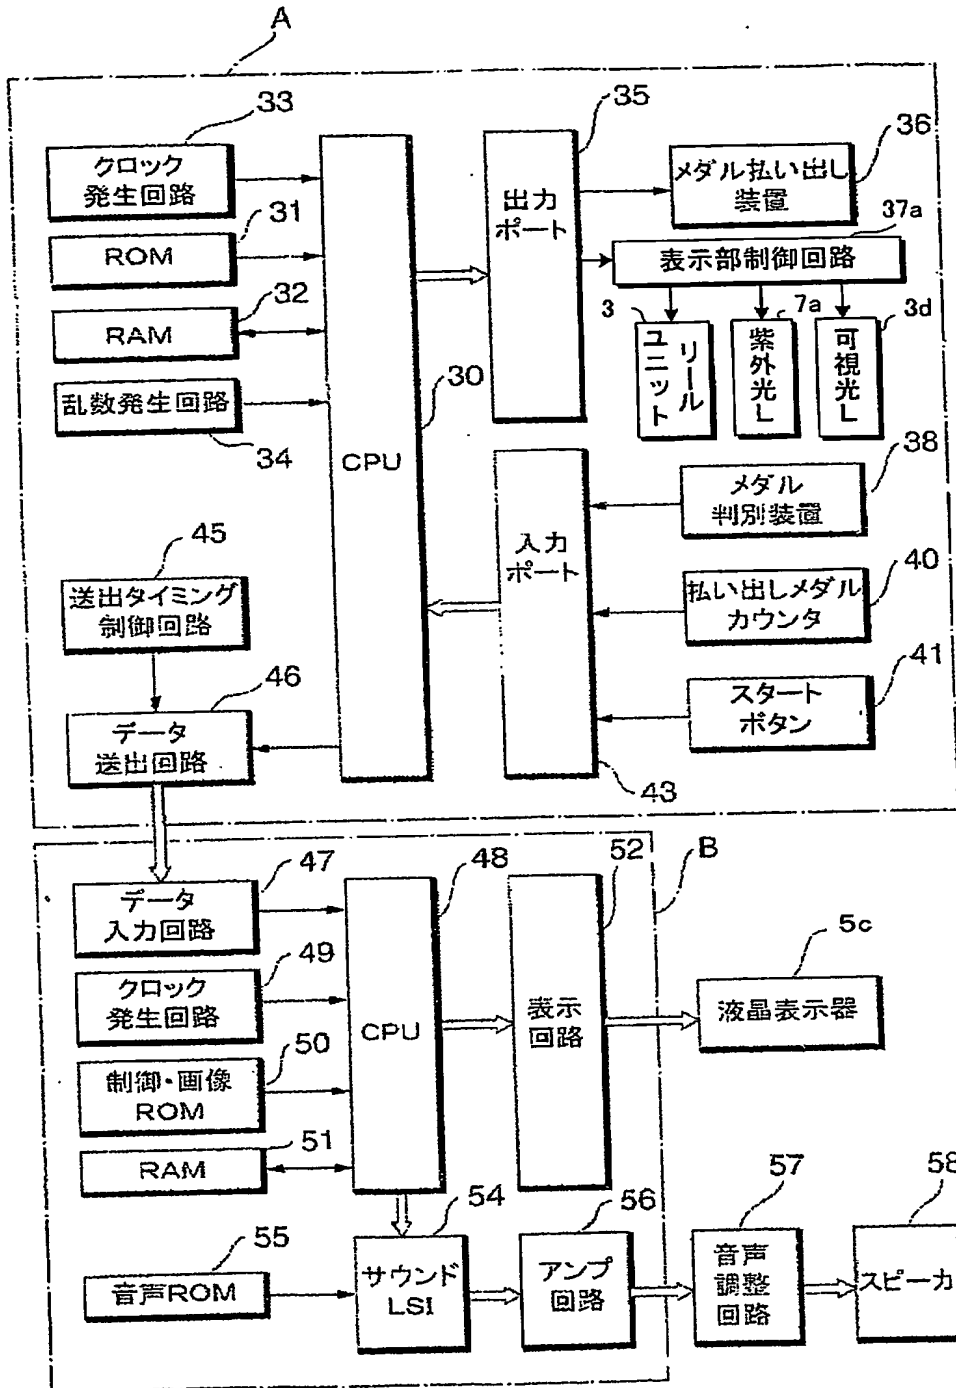 A
33
クロック
発生回路
31
ROM
32
RAM
乱数発生回路
34
30
CPU
35
出力
ポート
36
メダル払い出し
装置
37a
表示部制御回路
3
リール
ユニット
7a
紫外光L
3d
可視光L
38
メダル
判別装置
入力
ポート
40
払い出しメダル
カウンタ
41
スタート
ボタン
43
45
送出タイミング
制御回路
46
データ
送出回路
B
47
データ
入力回路
48
CPU
49
クロック
発生回路
50
制御・画像
ROM
51
RAM
52
表示
回路
5c
液晶表示器
54
サウンド
LSI
55
音声ROM
56
アンプ
回路
57
音声
調整
回路
58
スピーカ